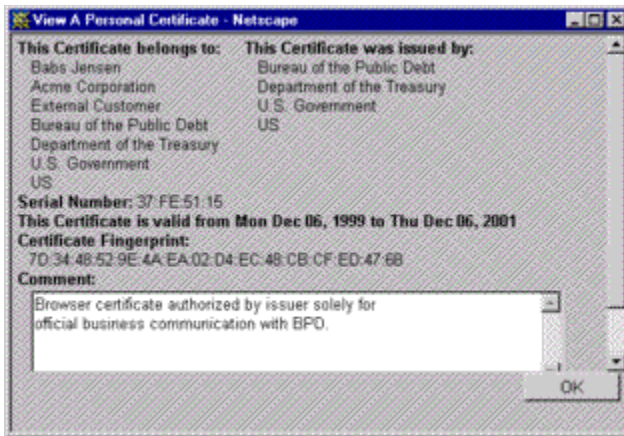 View A Personal Certificate - Netscape
This Certificate belongs to:
Babs Jensen
Acme Corporation
External Customer
Bureau of the Public Debt
Department of the Treasury
U.S. Government
US
This Certificate was issued by:
Bureau of the Public Debt
Department of the Treasury
U.S. Government
US
Serial Number: 37:FE:51:15
This Certificate is valid from Mon Dec 06, 1999 to Thu Dec 06, 2001
Certificate Fingerprint:
7D:34:48:52:9E:4A:EA:02:D4:EC:48:CB:CF:ED:47:6B
Comment:
Browser certificate authorized by issuer solely for
official business communication with BPD.
OK